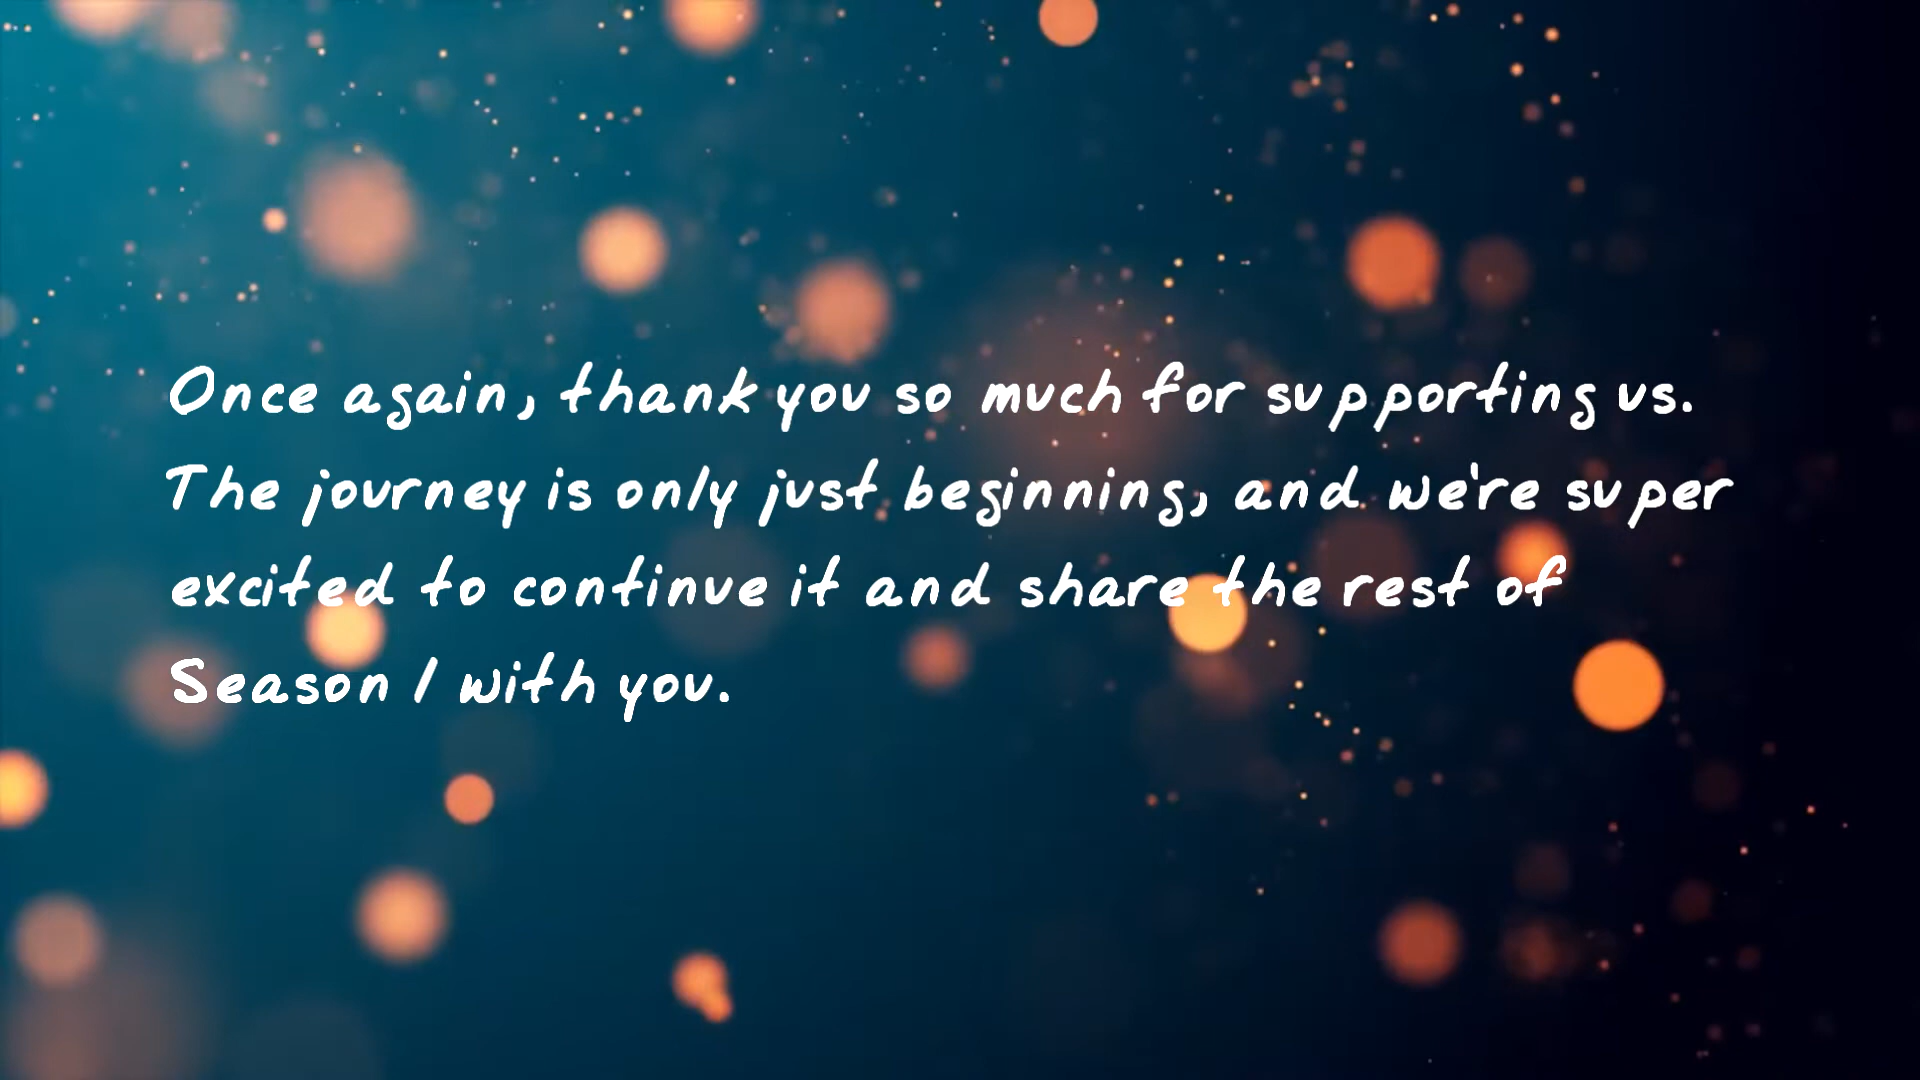 Once again, thank you so much for supporting us.
The journey is only just beginning, and we're super
excited to continue it and share the rest of
Season 1 with you.